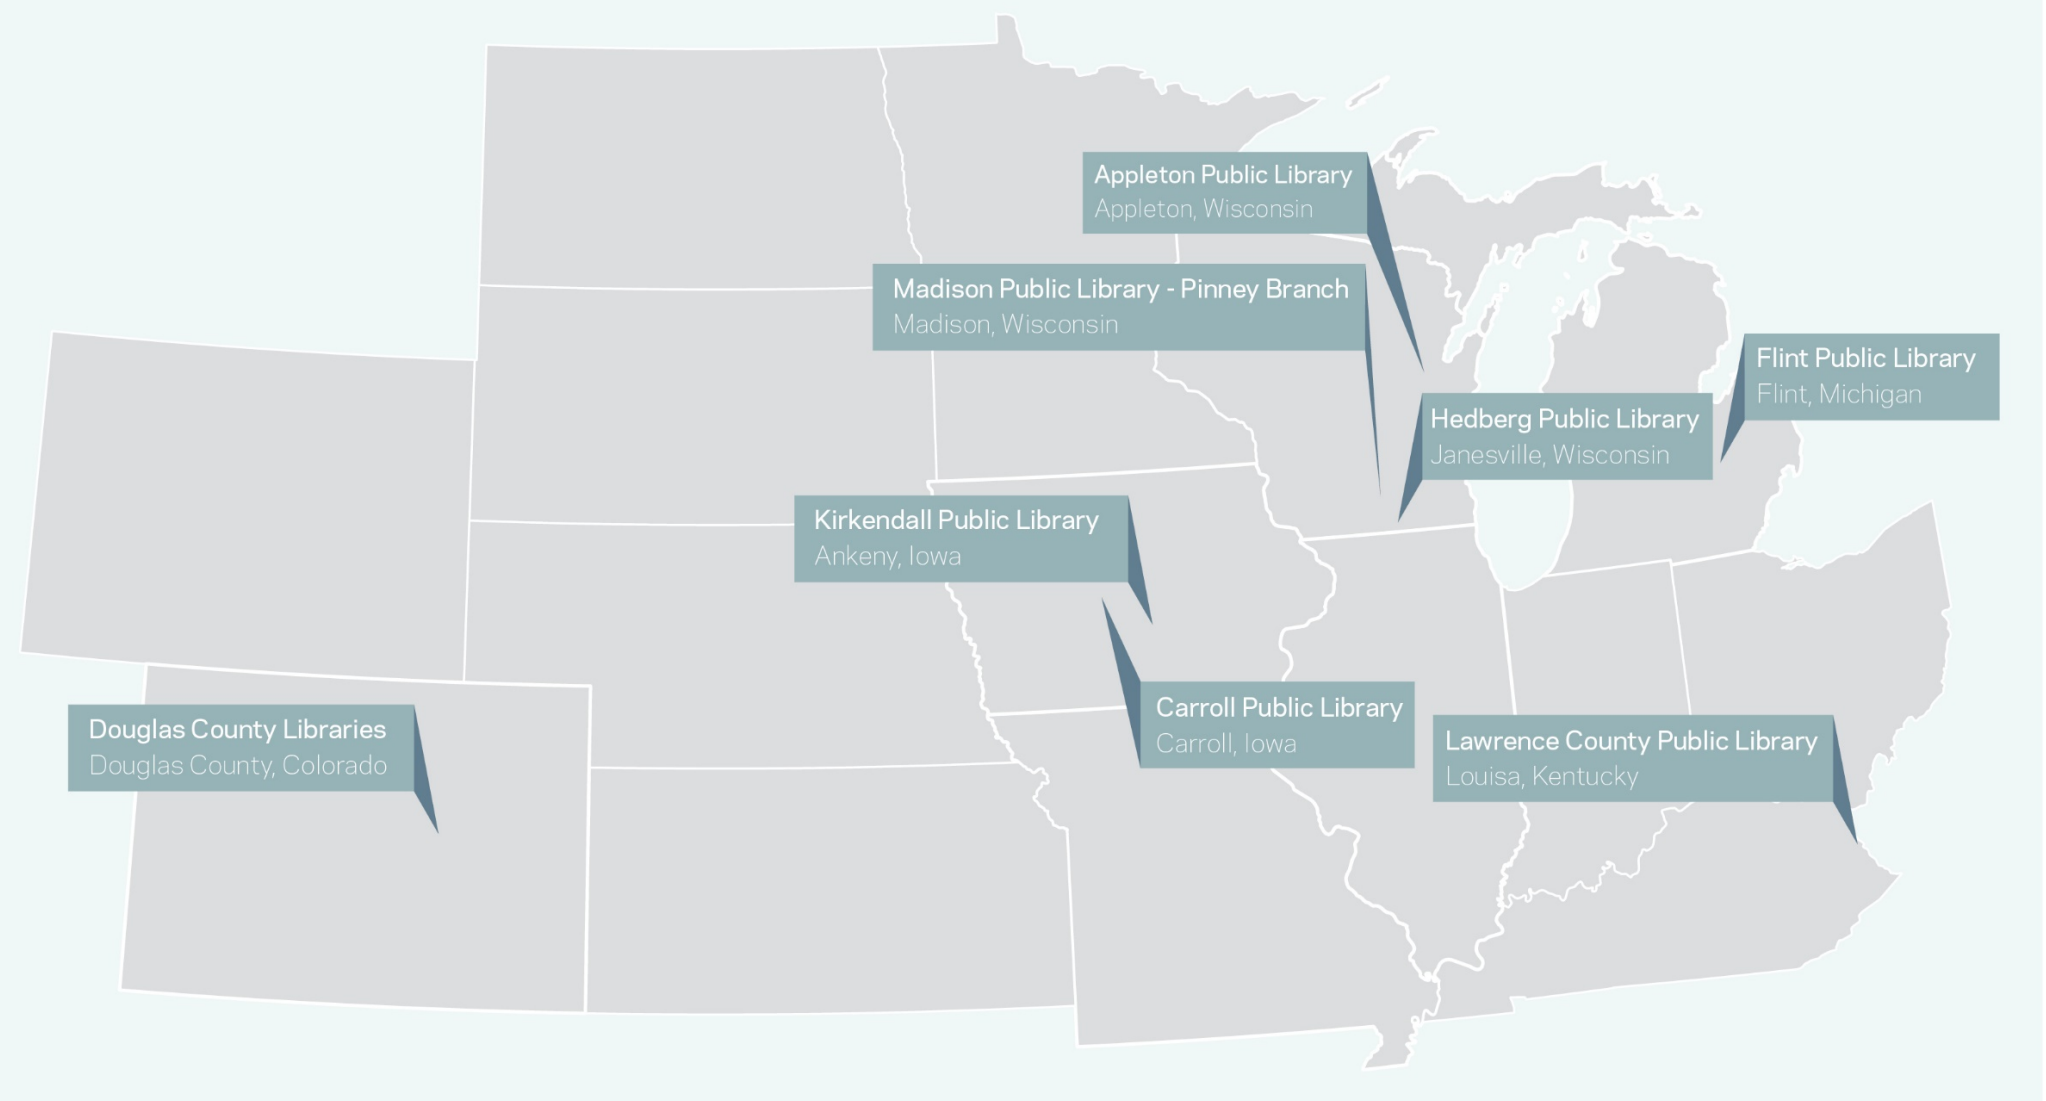 Appleton Public Library
Appleton, Wisconsin
Madison Public Library - Pinney Branch
Madison, Wisconsin
Flint Public Library
Flint, Michigan
Hedberg Public Library
Janesville, Wisconsin
Kirkendall Public Library
Ankeny, Iowa
Carroll Public Library
Carroll, Iowa
Douglas County Libraries
Douglas County, Colorado
Lawrence County Public Library
Louisa, Kentucky